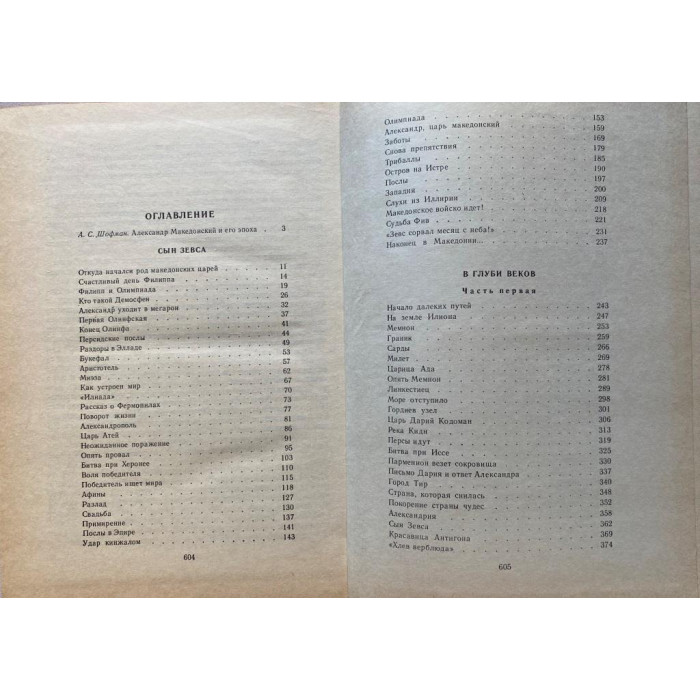 ОГЛАВЛЕНИЕ
А. С. Шофман. Александр Македонский и его эпоха . 3
СЫН ЗЕВСА
Откуда начался род македонских царей 11
Счастливый день Филиппа 14
Филипп и Олимпиада 19
Кто такой Демосфен 26
Александр уходит в мегарон 32
Первая Олинфская 37
Конец Олинфа 41
Персидские послы 44
Раздоры в Элладе 49
Букефал 53
Аристотель 57
Миэза 62
Как устроен мир 67
«Илиада» 70
Рассказ о Фермопилах 73
Поворот жизни 77
Александрополь 81
Царь Атей 86
Неожиданное поражение 91
Опять провал 95
Битва при Херонее 103
Воля победителя 110
Победитель ищет мира 115
Афины 118
Разлад 127
Свадьба 130
Примирение 137
Послы в Эпире 141
Удар кинжалом 143
604
Олимпиада 153
Александр, царь македонский 159
Заботы 169
Снова препятствия 179
Трибаллы 185
Остров на Истре 190
Послы 197
Западня 200
Слухи из Иллирии 209
Македонское войско идет! 218
Судьба Фив 221
«Зевс сорвал месяц с неба!» 231
Наконец в Македонии... 237
В ГЛУБИ ВЕКОВ
Часть первая
Начало далеких путей 243
На земле Илиона 247
Мемнон 253
Граник 259
Сарды 266
Милет 269
Царица Ада 278
Опять Мемнон 281
Линкестиец 289
Море отступило 298
Гордиев узел 301
Царь Дарий Кодоман 306
Река Кидн 313
Персы идут 319
Битва при Иссе 325
Парменион везет сокровища 330
Письмо Дария и ответ Александра 337
Город Тир 340
Страна, которая снилась 348
Покорение страны чудес 352
Александрия 358
Сын Зевса 362
Красавица Антигона 369
«Хлев верблюда» 374
605